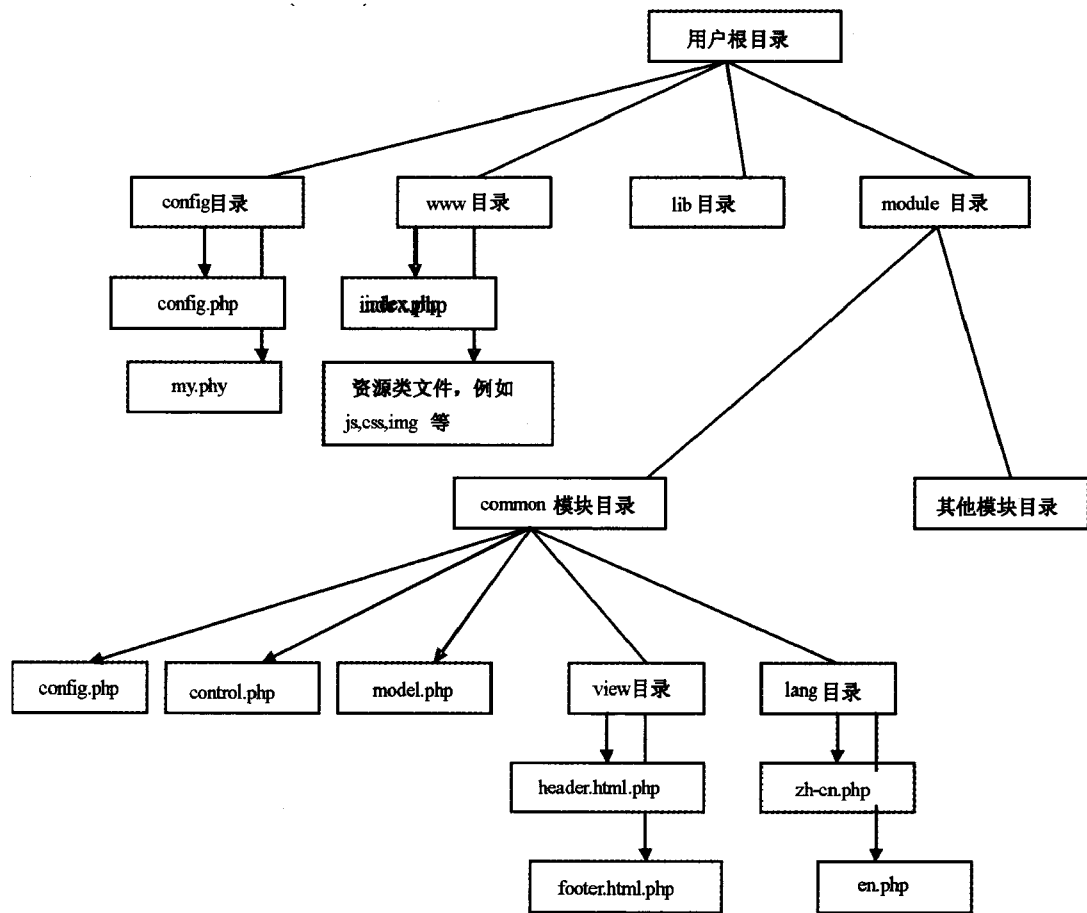 用户根目录
config目录
www 目录
lib 目录
module 目录
config.php
index.php
my.phy
资源类文件，例如
js,css,img 等
common 模块目录
其他模块目录
config.php
control.php
model.php
view目录
lang 目录
header.html.php
zh-cn.php
footer.html.php
en.php